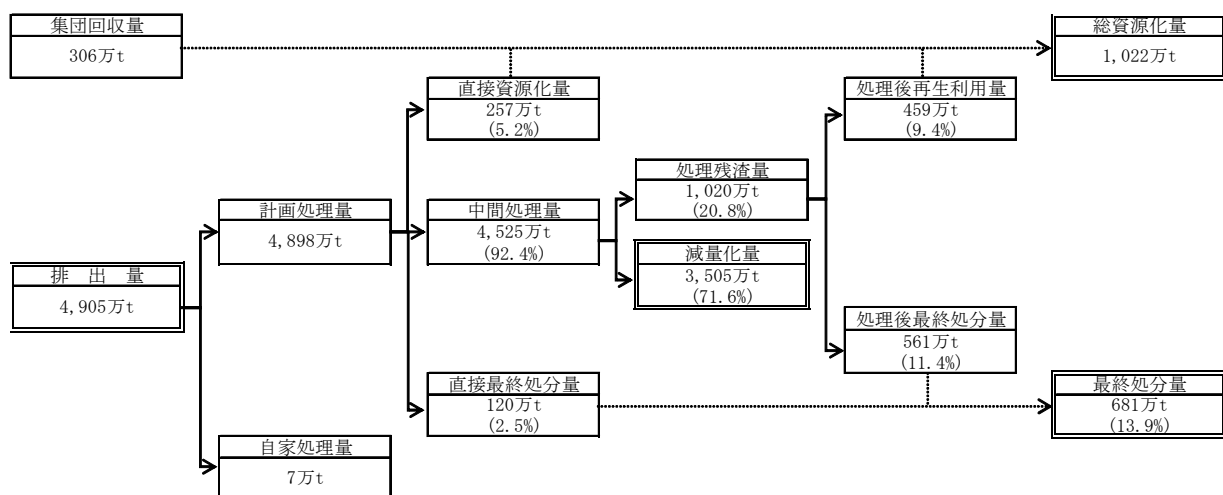 集団回収量
306万t
総資源化量
1,022万t
直接資源化量
257万t
(5.2%)
処理後再生利用量
459万t
(9.4%)
処理残渣量
1,020万t
(20.8%)
計画処理量
4,898万t
中間処理量
4,525万t
(92.4%)
減量化量
3,505万t
(71.6%)
排 出 量
4,905万t
処理後最終処分量
561万t
(11.4%)
直接最終処分量
120万t
(2.5%)
最終処分量
681万t
(13.9%)
自家処理量
7万t